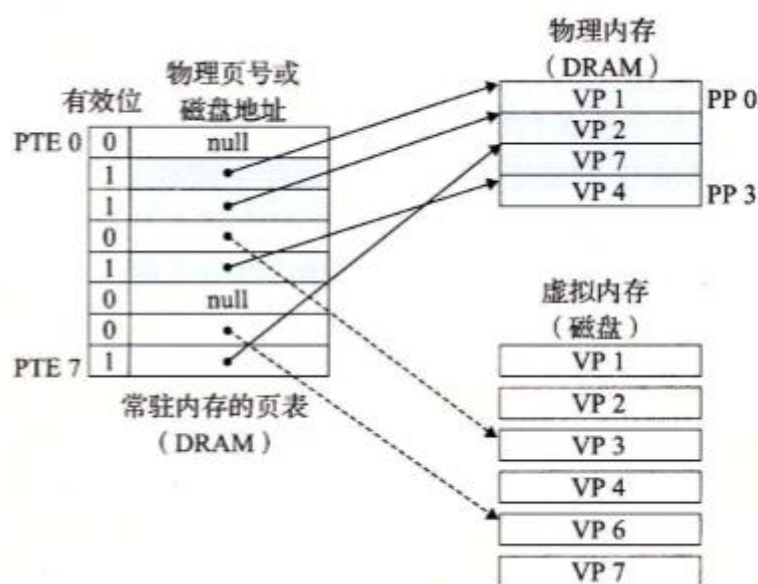 物理内存
（DRAM）
VP 1 PP 0
VP 2
VP 7
VP 4 PP 3
物理页号或
有效位 磁盘地址
PTE 0 0 null
1
1
0
1
0 null
0
PTE 7 1
常驻内存的页表
（DRAM）
虚拟内存
（磁盘）
VP 1
VP 2
VP 3
VP 4
VP 6
VP 7